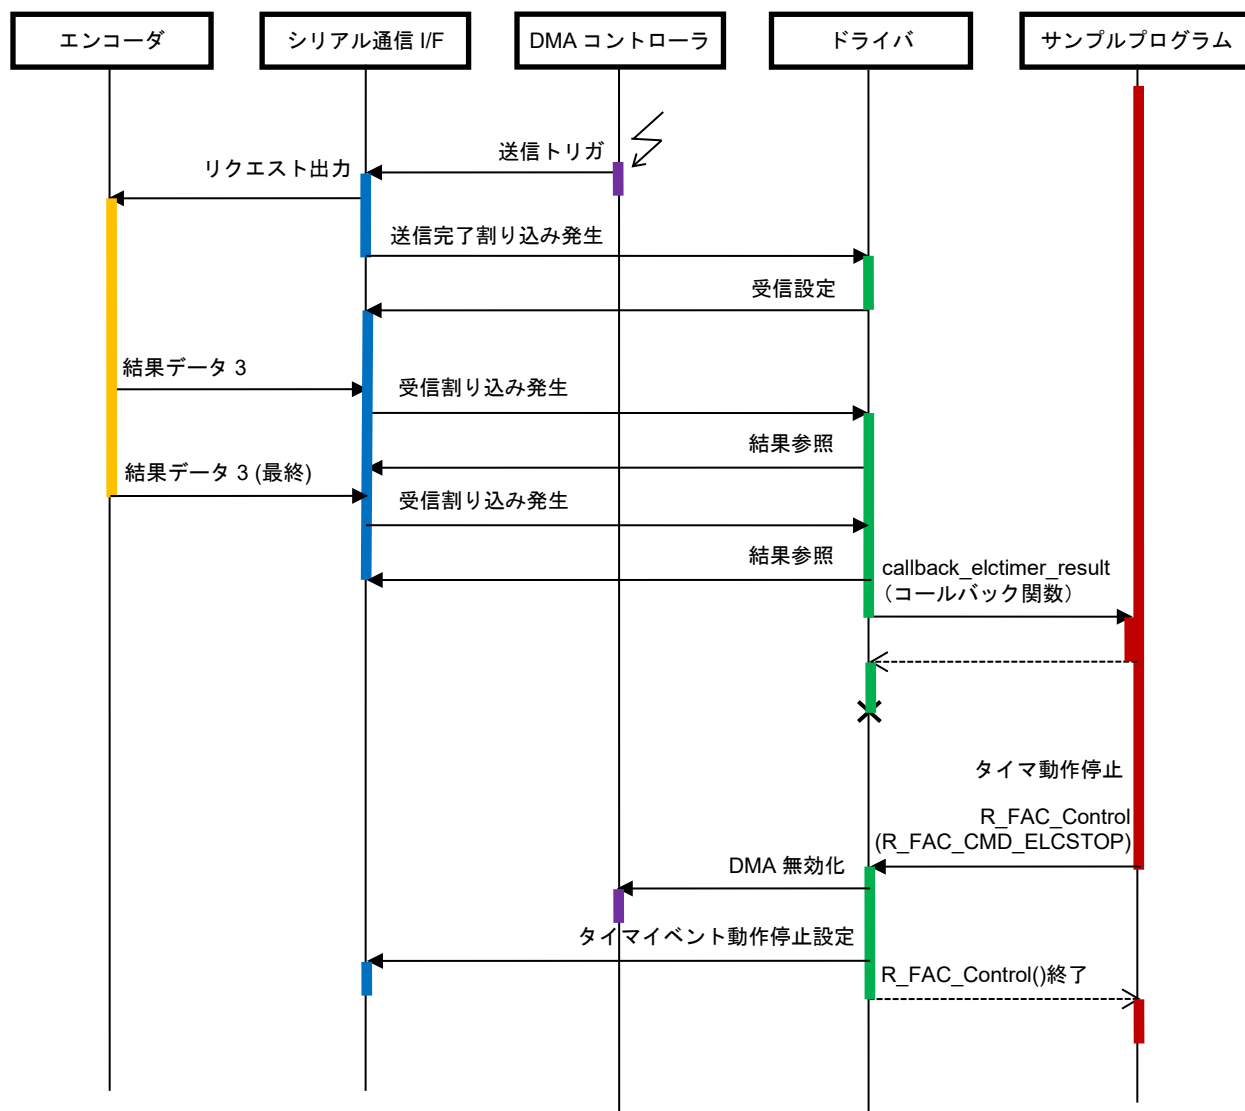 エンコーダ
シリアル通信 I/F
DMA コントローラ
ドライバ
サンプルプログラム
送信トリガ
リクエスト出力
送信完了割り込み発生
受信設定
結果データ 3
受信割り込み発生
結果参照
結果データ 3 (最終)
受信割り込み発生
結果参照
callback_elctimer_result
（コールバック関数）
タイマ動作停止
R_FAC_Control
(R_FAC_CMD_ELCSTOP)
DMA 無効化
タイマイベント動作停止設定
R_FAC_Control()終了